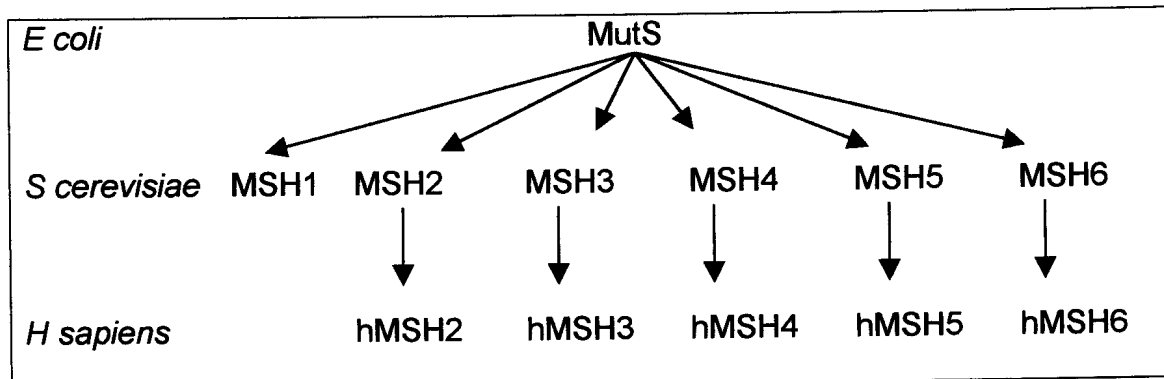 E coli MutS
S cerevisiae MSH1 MSH2 MSH3 MSH4 MSH5 MSH6
H sapiens hMSH2 hMSH3 hMSH4 hMSH5 hMSH6